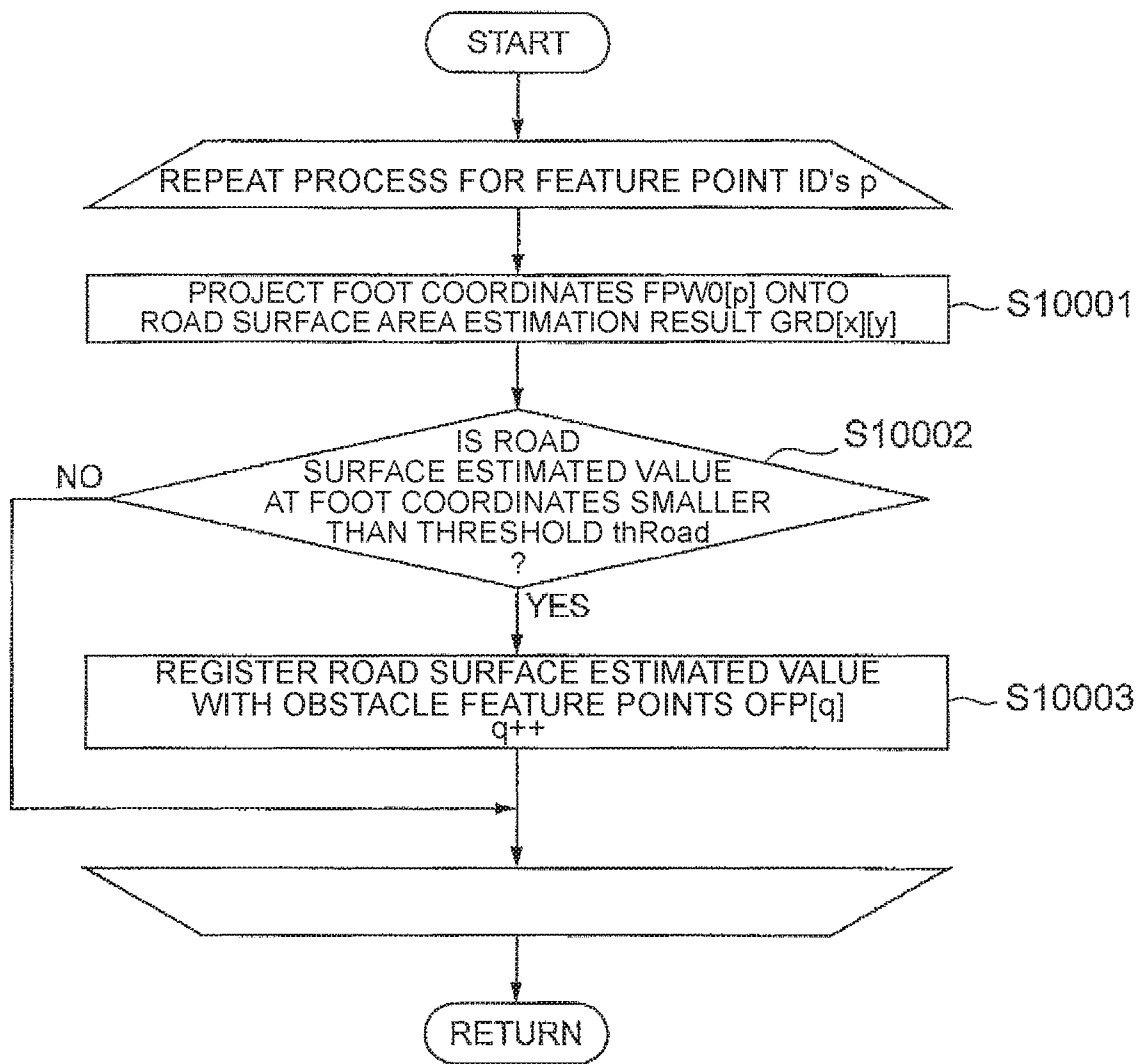 START
REPEAT PROCESS FOR FEATURE POINT ID's p
PROJECT FOOT COORDINATES FPW0[p] ONTO
ROAD SURFACE AREA ESTIMATION RESULT GRD[x][y]
S10001
IS ROAD
SURFACE ESTIMATED VALUE
AT FOOT COORDINATES SMALLER
THAN THRESHOLD thRoad
?
S10002
NO
YES
REGISTER ROAD SURFACE ESTIMATED VALUE
WITH OBSTACLE FEATURE POINTS OFP[q]
q++
S10003
RETURN